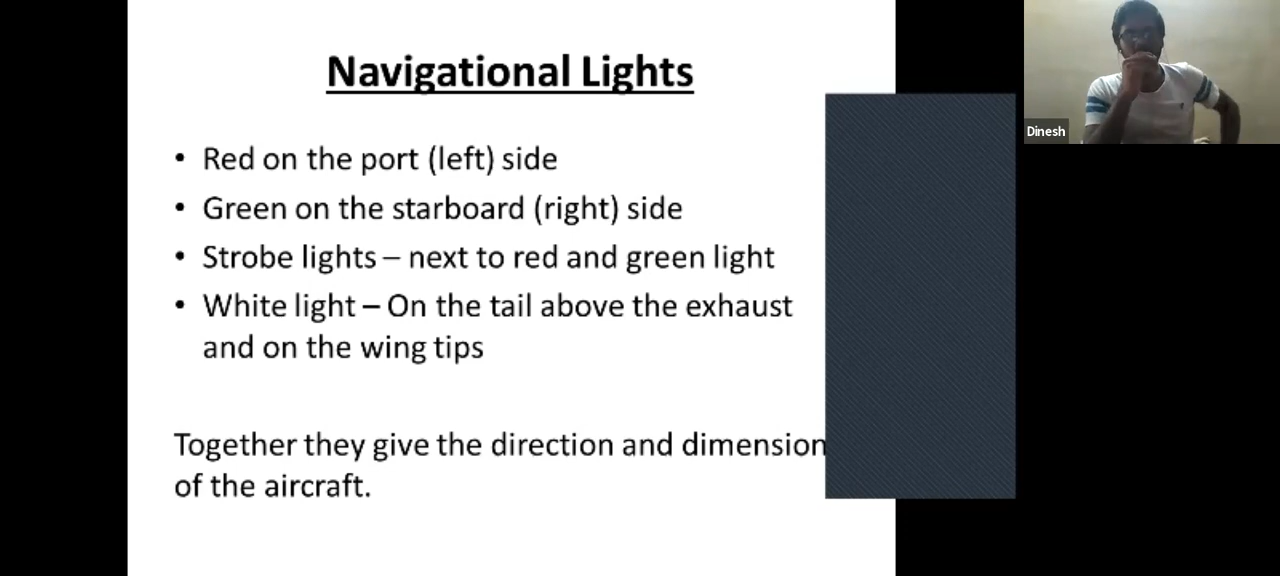 Navigational Lights
• Red on the port (left) side
• Green on the starboard (right) side
• Strobe lights – next to red and green light
• White light – On the tail above the exhaust
and on the wing tips
Together they give the direction and dimension
of the aircraft.
Dinesh